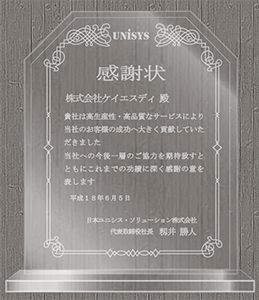 UNiSYS
感謝状
株式会社ケイエスディ 殿
貴社は高生産性・高品質なサービスにより
当社のお客様の成功へ大きく貢献していた
だきました
当社への今後一層のご協力を期待致すと
ともにこれまでの功績に深く感謝の意を
表します
平成18年6月5日
日本ユニシス・ソリューション株式会社
代表取締役社長 籾井 勝人